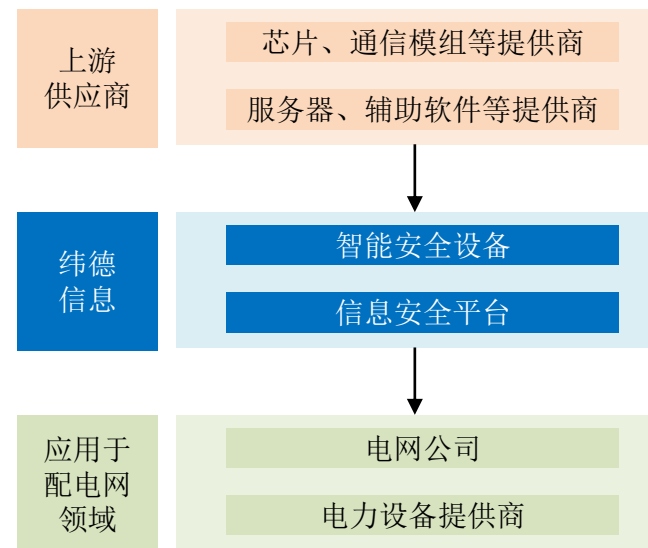 上游
供应商
芯片、通信模组等提供商
服务器、辅助软件等提供商
纬德
信息
智能安全设备
信息安全平台
应用于
配电网
领域
电网公司
电力设备提供商